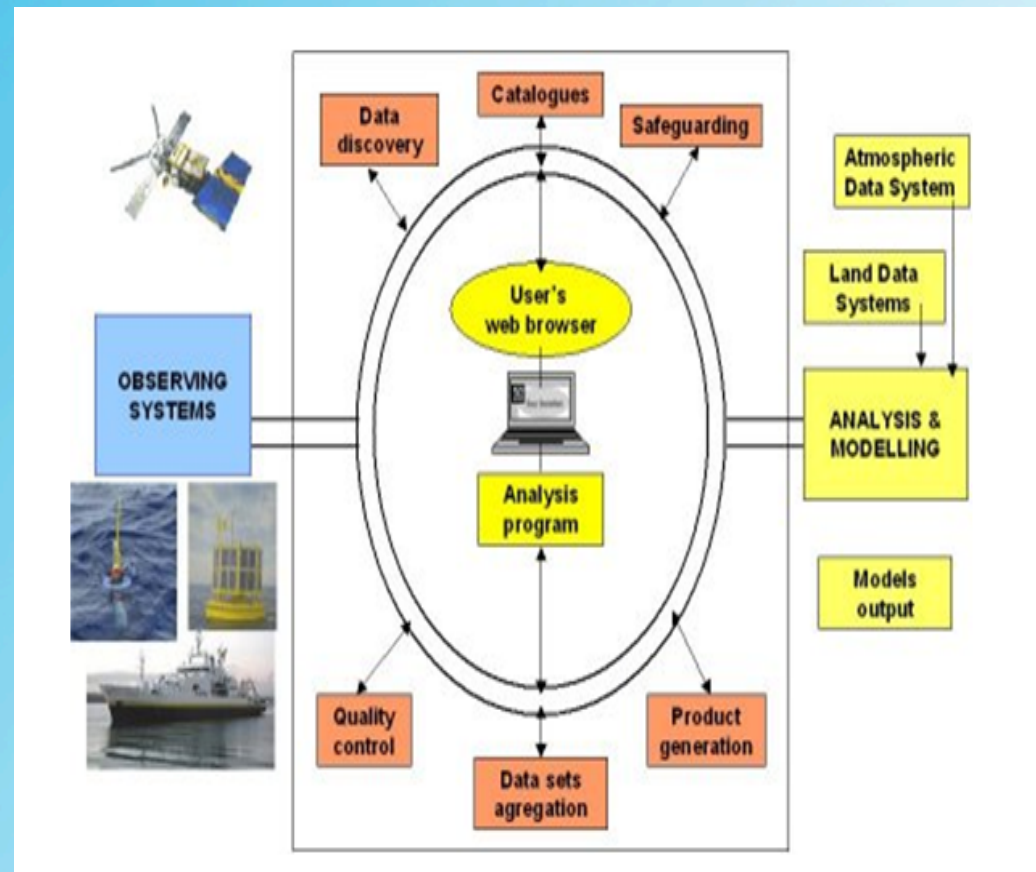 Catalogues
Data
discovery
Safeguarding
Atmospheric
Data System
User's
web browser
Land Data
Systems
OBSERVING
SYSTEMS
ANALYSIS &
MODELLING
Analysis
program
Models
output
Quality
control
Product
generation
Data sets
agregation